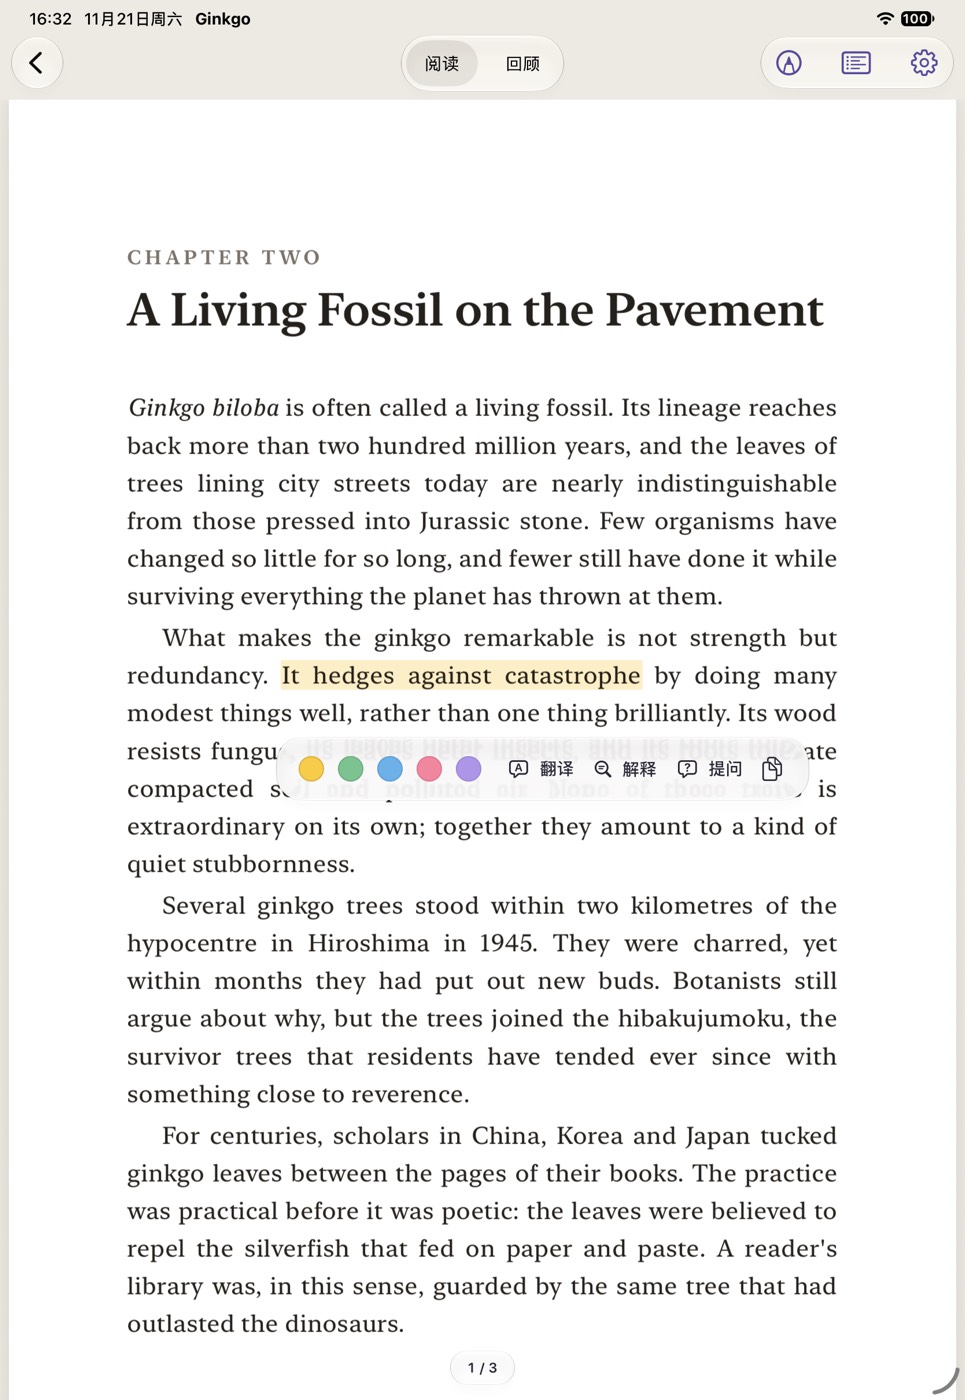 16:32 11月21日周六 Ginkgo
100
阅读 回顾
CHAPTER TWO
A Living Fossil on the Pavement
Ginkgo biloba is often called a living fossil. Its lineage reaches
back more than two hundred million years, and the leaves of
trees lining city streets today are nearly indistinguishable
from those pressed into Jurassic stone. Few organisms have
changed so little for so long, and fewer still have done it while
surviving everything the planet has thrown at them.
What makes the ginkgo remarkable is not strength but
redundancy. It hedges against catastrophe by doing many
modest things well, rather than one thing brilliantly. Its wood
resists
翻译 解释 提问
compacted is
extraordinary on its own; together they amount to a kind of
quiet stubbornness.
Several ginkgo trees stood within two kilometres of the
hypocentre in Hiroshima in 1945. They were charred, yet
within months they had put out new buds. Botanists still
argue about why, but the trees joined the hibakujumoku, the
survivor trees that residents have tended ever since with
something close to reverence.
For centuries, scholars in China, Korea and Japan tucked
ginkgo leaves between the pages of their books. The practice
was practical before it was poetic: the leaves were believed to
repel the silverfish that fed on paper and paste. A reader's
library was, in this sense, guarded by the same tree that had
outlasted the dinosaurs.
1 / 3